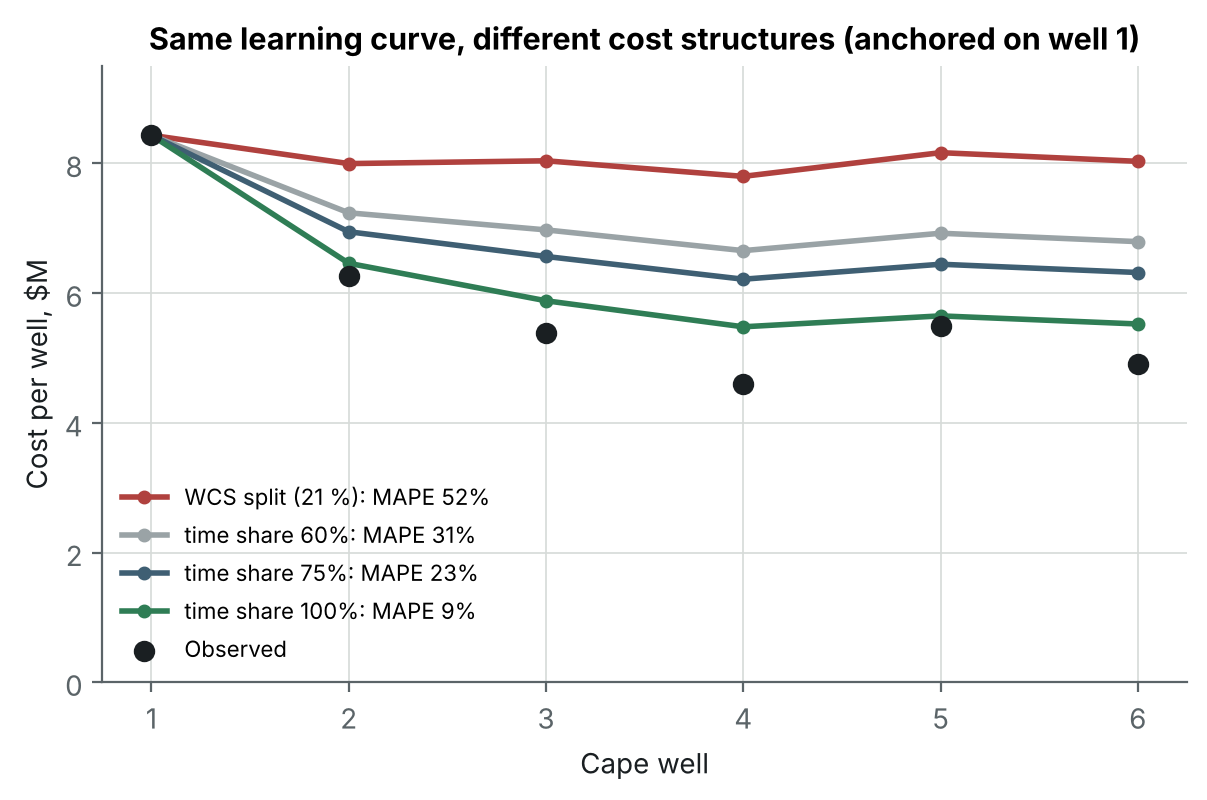 Same learning curve, different cost structures (anchored on well 1)
Cost per well, $M
8
6
4
2
0
WCS split (21 %): MAPE 52%
time share 60%: MAPE 31%
time share 75%: MAPE 23%
time share 100%: MAPE 9%
Observed
1 2 3 4 5 6
Cape well